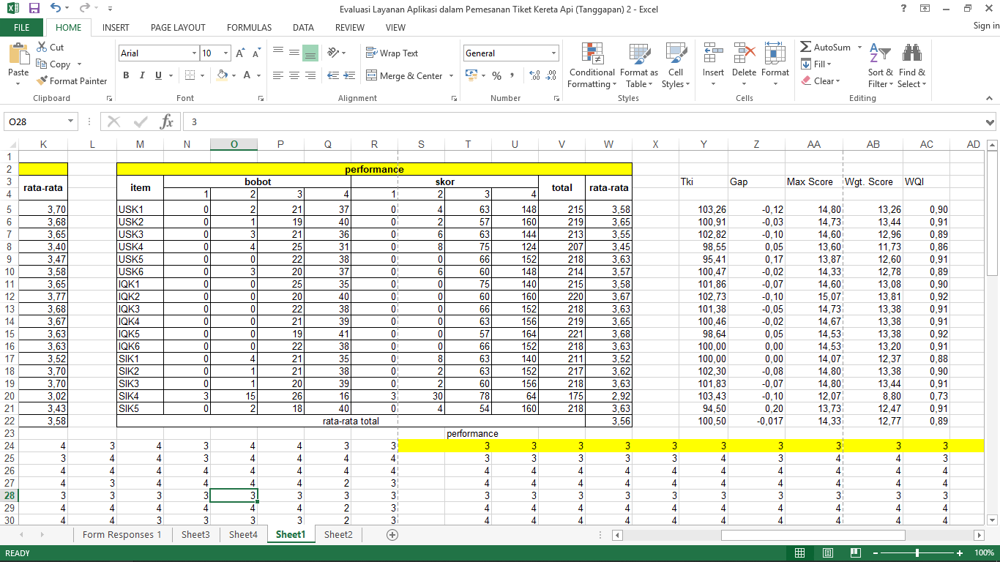 Evaluasi Layanan Aplikasi dalam Pemesanan Tiket Kereta Api (Tanggapan) 2 - Excel
FILE HOME INSERT PAGE LAYOUT FORMULAS DATA REVIEW VIEW Sign in
Paste Cut Copy Format Painter Clipboard
Arial 10 B I U A Font
Wrap Text Merge & Center Alignment
General % Number
Conditional Formatting Format as Table Cell Styles Styles
Insert Delete Format Cells
AutoSum Fill Clear Sort & Filter Find & Select Editing
O28 fx 3
K L M N O P Q R S T U V W X Y Z AA AB AC AD
1
2 performance
3 rata-rata item bobot skor total rata-rata Tki Gap Max Score Wgt. Score WQI
4 1 2 3 4 1 2 3 4
5 3,70 USK1 0 2 21 37 0 4 63 148 215 3,58 103,26 -0,12 14,80 13,26 0,90
6 3,68 USK2 0 1 19 40 0 2 57 160 219 3,65 100,91 -0,03 14,73 13,44 0,91
7 3,65 USK3 0 3 21 36 0 6 63 144 213 3,55 102,82 -0,10 14,60 12,96 0,89
8 3,40 USK4 0 4 25 31 0 8 75 124 207 3,45 98,55 0,05 13,60 11,73 0,86
9 3,47 USK5 0 0 22 38 0 0 66 152 218 3,63 95,41 0,17 13,87 12,60 0,91
10 3,58 USK6 0 3 20 37 0 6 60 148 214 3,57 100,47 -0,02 14,33 12,78 0,89
11 3,65 IQK1 0 0 25 35 0 0 75 140 215 3,58 101,86 -0,07 14,60 13,08 0,90
12 3,77 IQK2 0 0 20 40 0 0 60 160 220 3,67 102,73 -0,10 15,07 13,81 0,92
13 3,68 IQK3 0 0 22 38 0 0 66 152 218 3,63 101,38 -0,05 14,73 13,38 0,91
14 3,67 IQK4 0 0 21 39 0 0 63 156 219 3,65 100,46 -0,02 14,67 13,38 0,91
15 3,63 IQK5 0 0 19 41 0 0 57 164 221 3,68 98,64 0,05 14,53 13,38 0,92
16 3,63 IQK6 0 0 22 38 0 0 66 152 218 3,63 100,00 0,00 14,53 13,20 0,91
17 3,52 SIK1 0 4 21 35 0 8 63 140 211 3,52 100,00 0,00 14,07 12,37 0,88
18 3,70 SIK2 0 1 21 38 0 2 63 152 217 3,62 102,30 -0,08 14,80 13,38 0,90
19 3,70 SIK3 0 1 20 39 0 2 60 156 218 3,63 101,83 -0,07 14,80 13,44 0,91
20 3,02 SIK4 3 15 26 16 3 30 78 64 175 2,92 103,43 -0,10 12,07 8,80 0,73
21 3,43 SIK5 0 2 18 40 0 4 54 160 218 3,63 94,50 0,20 13,73 12,47 0,91
22 3,58 rata-rata total 3,56 100,50 -0,017 14,33 12,77 0,89
23 performance
24 4 3 4 3 4 4 3 3 3 3 3 3 3 3 3 3 3
25 3 4 4 3 4 4 4 4 3 3 3 3 4 3 4 4 3
26 4 4 4 4 4 4 4 4 4 4 4 4 4 4 4 4 4
27 4 3 4 4 4 4 2 3 4 4 4 4 4 4 4 4 4
28 3 3 3 3 3 3 3 3 3 3 3 3 3 3 3 3 3
29 4 4 4 4 4 4 2 3 4 4 4 4 4 4 4 4 4
30 4 4 3 3 3 3 2 3 4 4 4 4 4 4 4 4 4
Form Responses 1 Sheet3 Sheet4 Sheet1 Sheet2
READY 100%